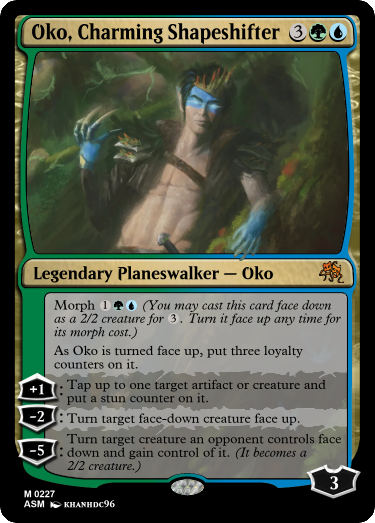 Oko, Charming Shapeshifter 3
Legendary Planeswalker — Oko
Morph 1 (You may cast this card face down
as a 2/2 creature for 3. Turn it face up any time for
its morph cost.)
As Oko is turned face up, put three loyalty
counters on it.
+1: Tap up to one target artifact or creature and
put a stun counter on it.
-2: Turn target face-down creature face up.
-5: Turn target creature an opponent controls face
down and gain control of it. (It becomes a
2/2 creature.)
3
M 0227
ASM KHANHDC96